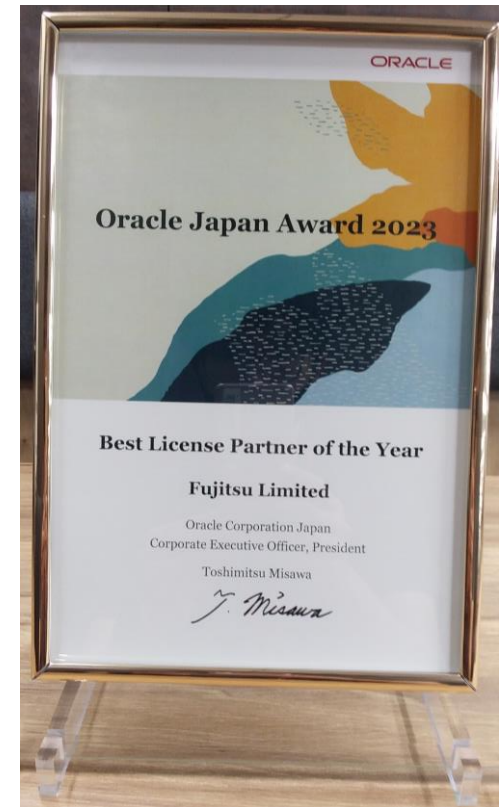 ORACLE
Oracle Japan Award 2023
Best License Partner of the Year
Fujitsu Limited
Oracle Corporation Japan
Corporate Executive Officer, President
Toshimitsu Misawa
T. Misawa